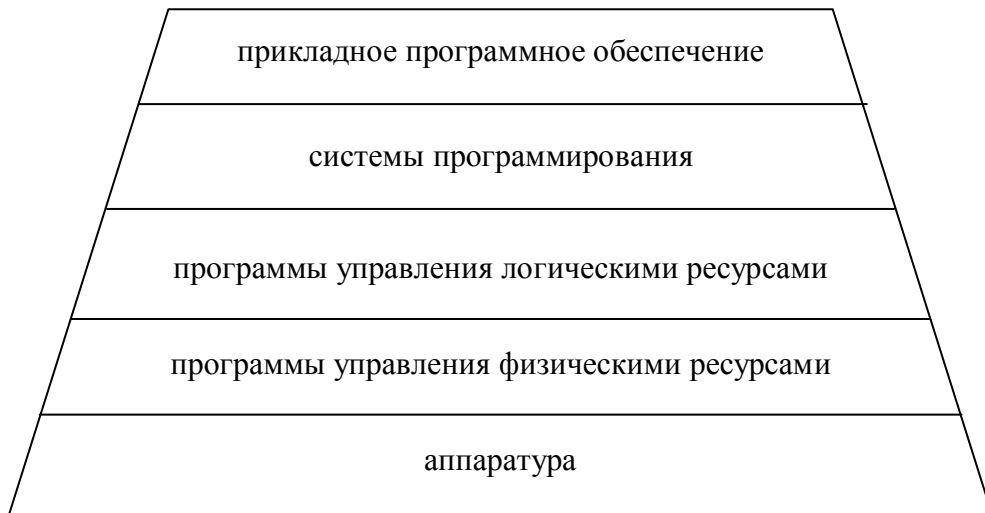 прикладное программное обеспечение
системы программирования
программы управления логическими ресурсами
программы управления физическими ресурсами
аппаратура